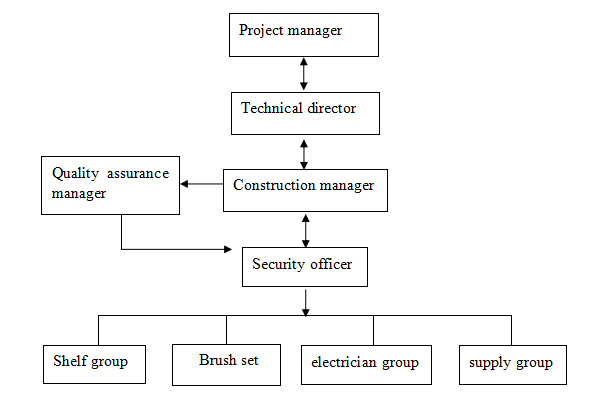 Project manager
Technical director
Quality assurance
manager
Construction manager
Security officer
Shelf group
Brush set
electrician group
supply group